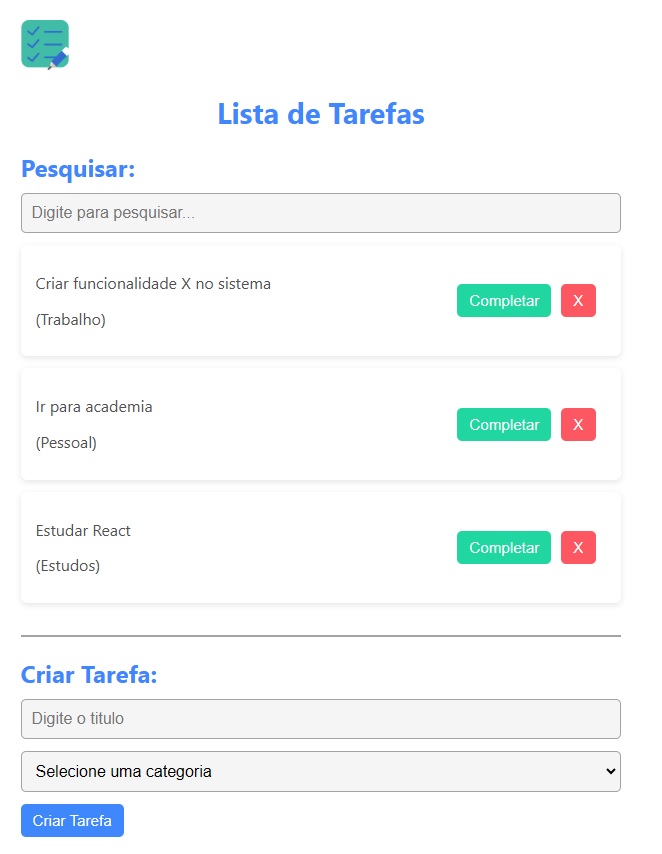 Lista de Tarefas
Pesquisar:
Digite para pesquisar...
Criar funcionalidade X no sistema
(Trabalho)
Completar X
Ir para academia
(Pessoal)
Completar X
Estudar React
(Estudos)
Completar X
Criar Tarefa:
Digite o titulo
Selecione uma categoria
Criar Tarefa